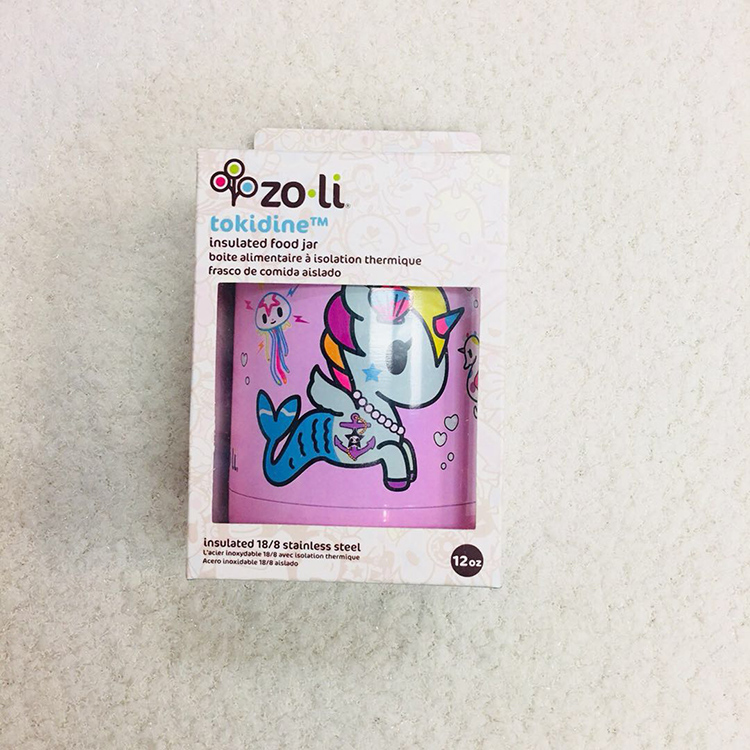 zo·li®
tokidine™
insulated food jar
boite alimentaire à isolation thermique
frasco de comida aislado
insulated 18/8 stainless steel
L'acier inoxydable 18/8 avec isolation thermique
Acero inoxidable 18/8 aislado
12oz